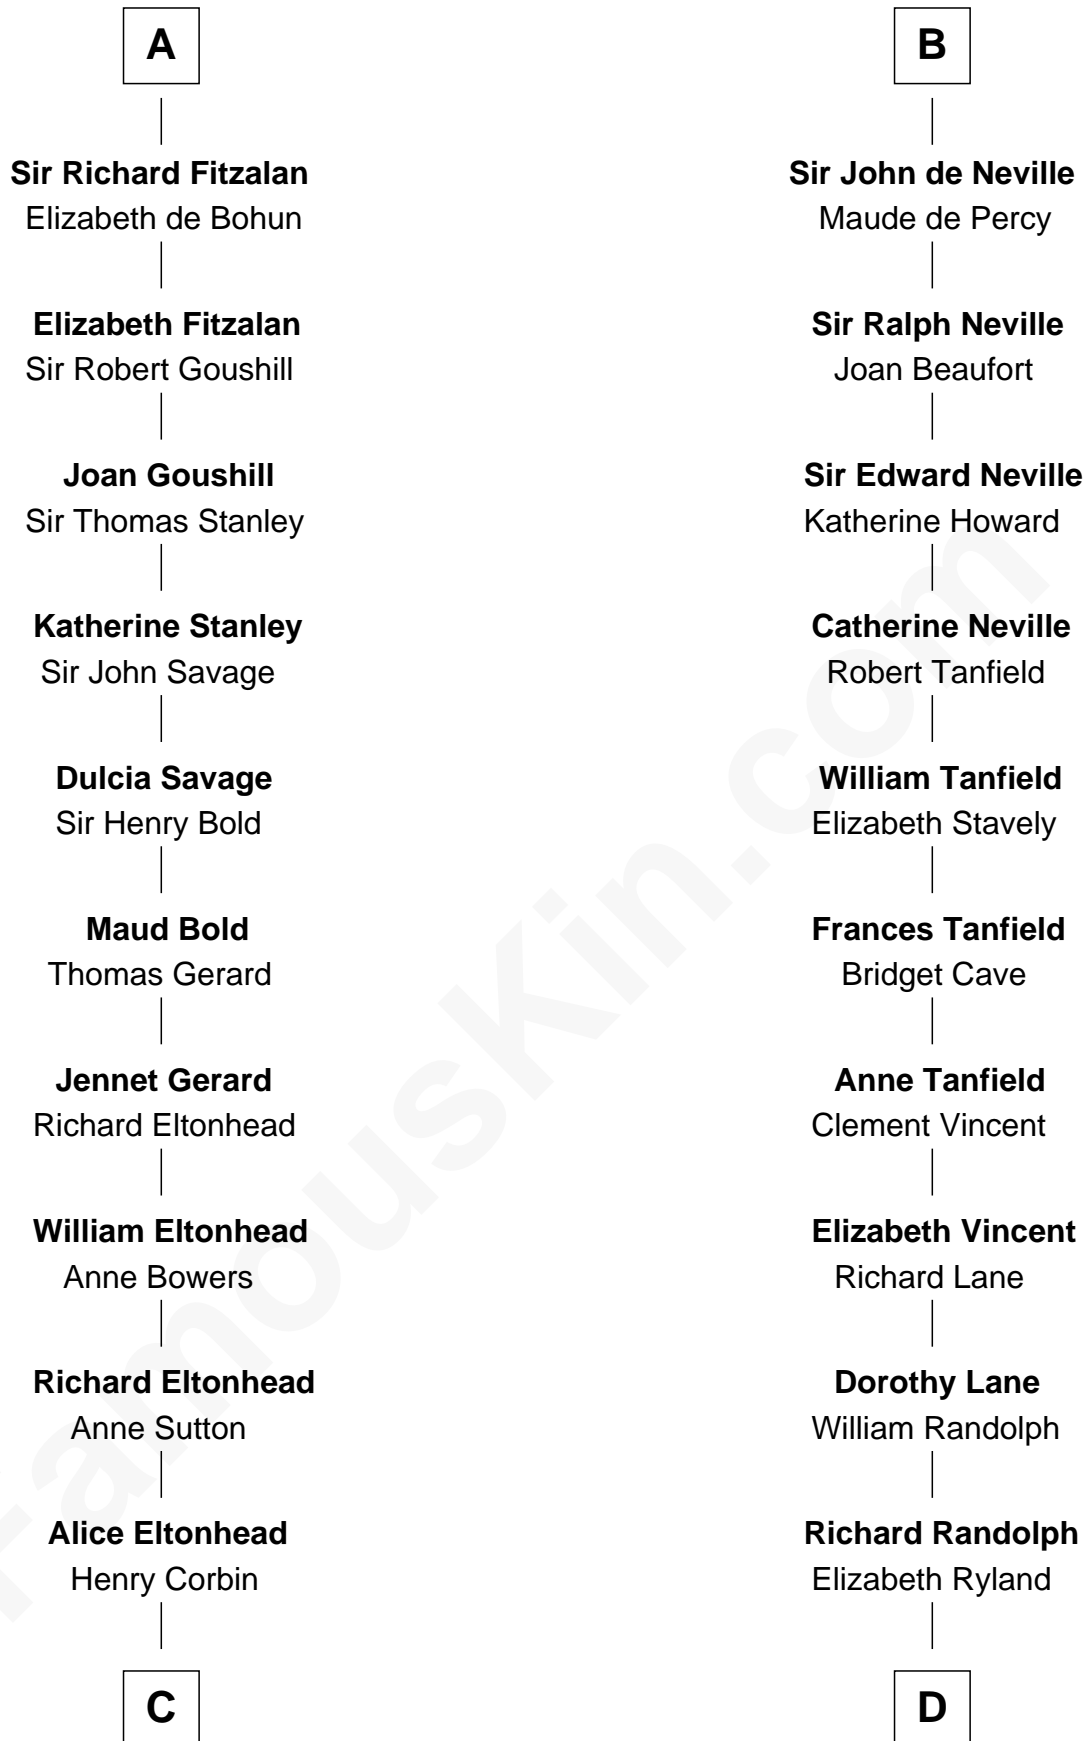 A
Sir Richard Fitzalan
Elizabeth de Bohun
Elizabeth Fitzalan
Sir Robert Goushill
Joan Goushill
Sir Thomas Stanley
Katherine Stanley
Sir John Savage
Dulcia Savage
Sir Henry Bold
Maud Bold
Thomas Gerard
Jennet Gerard
Richard Eltonhead
William Eltonhead
Anne Bowers
Richard Eltonhead
Anne Sutton
Alice Eltonhead
Henry Corbin
C
B
Sir John de Neville
Maude de Percy
Sir Ralph Neville
Joan Beaufort
Sir Edward Neville
Katherine Howard
Catherine Neville
Robert Tanfield
William Tanfield
Elizabeth Stavely
Frances Tanfield
Bridget Cave
Anne Tanfield
Clement Vincent
Elizabeth Vincent
Richard Lane
Dorothy Lane
William Randolph
Richard Randolph
Elizabeth Ryland
D
FamousKin.com